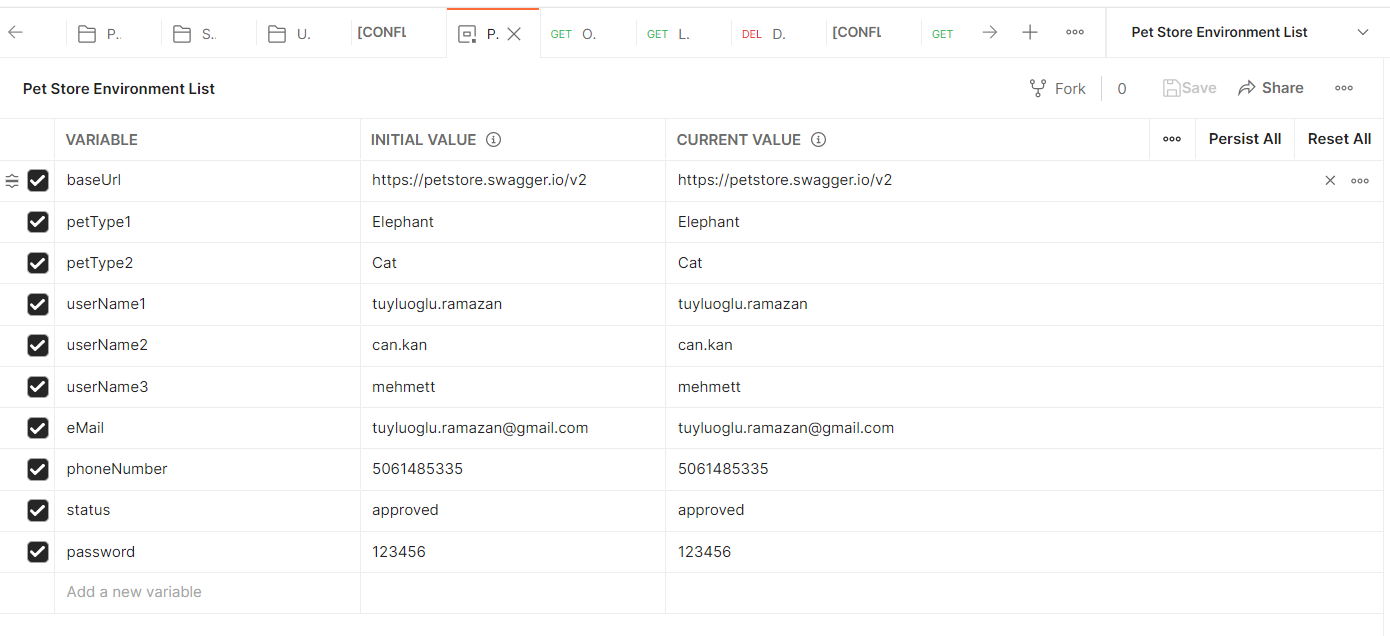 P.. S.. U. [CONFL P. GET O. GET L. DEL D. [CONFL GET Pet Store Environment List
Pet Store Environment List Fork 0 Save Share
VARIABLE INITIAL VALUE CURRENT VALUE Persist All Reset All
baseUrl https://petstore.swagger.io/v2 https://petstore.swagger.io/v2
petType1 Elephant Elephant
petType2 Cat Cat
userName1 tuyluoglu.ramazan tuyluoglu.ramazan
userName2 can.kan can.kan
userName3 mehmett mehmett
eMail tuyluoglu.ramazan@gmail.com tuyluoglu.ramazan@gmail.com
phoneNumber 5061485335 5061485335
status approved approved
password 123456 123456
Add a new variable